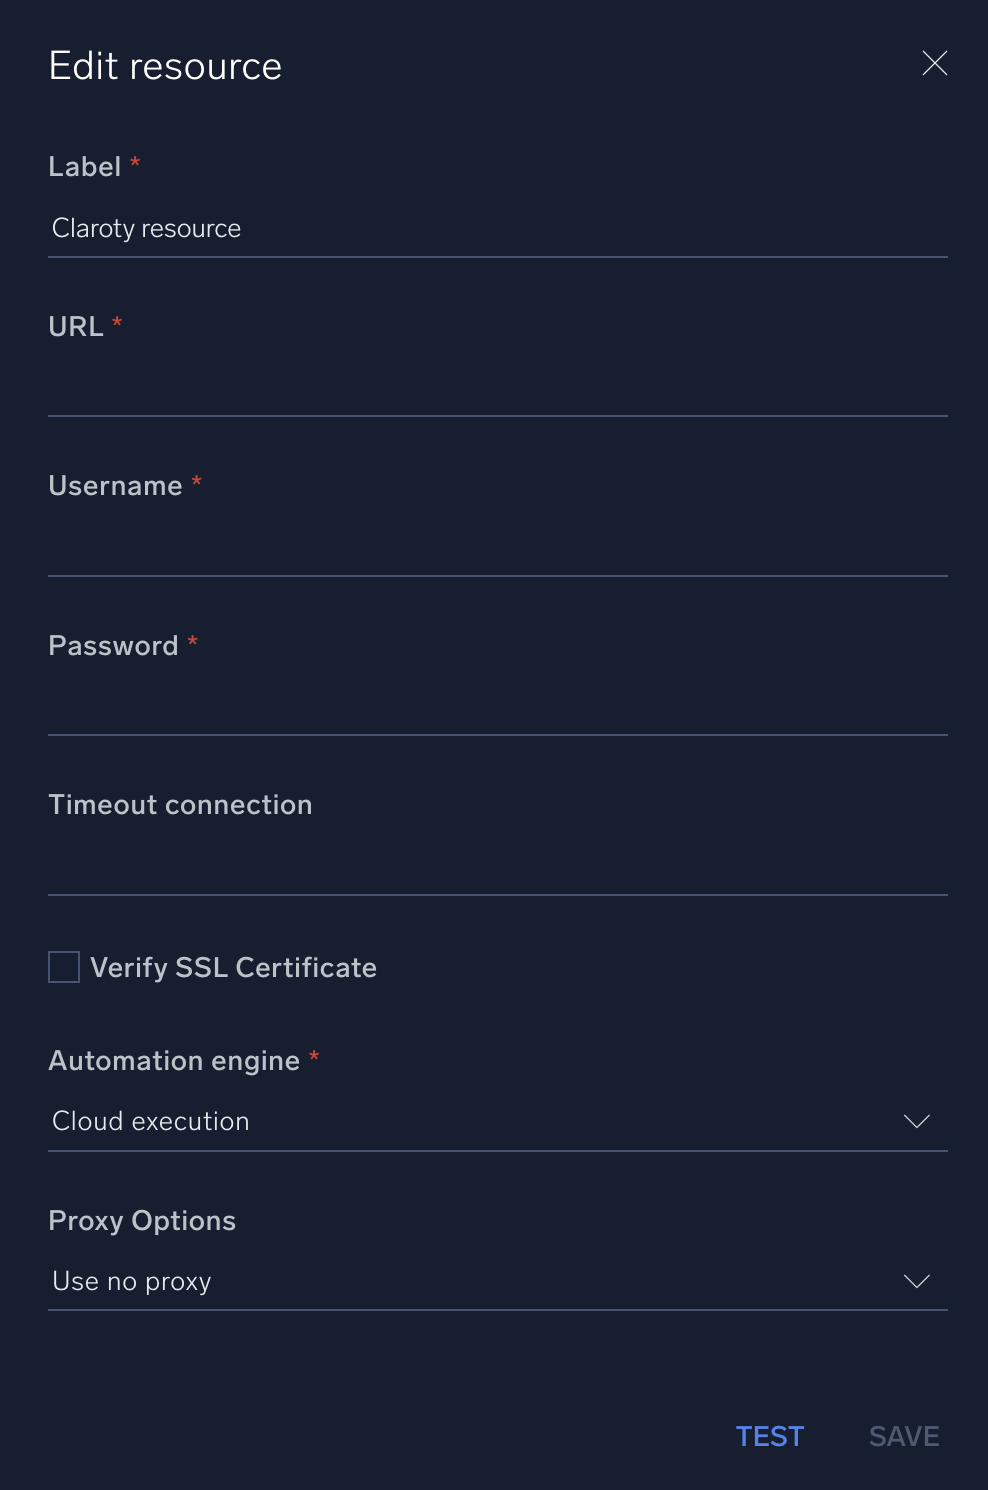 Edit resource
Label *
Claroty resource
URL *
Username *
Password *
Timeout connection
Verify SSL Certificate
Automation engine *
Cloud execution
Proxy Options
Use no proxy
TEST SAVE